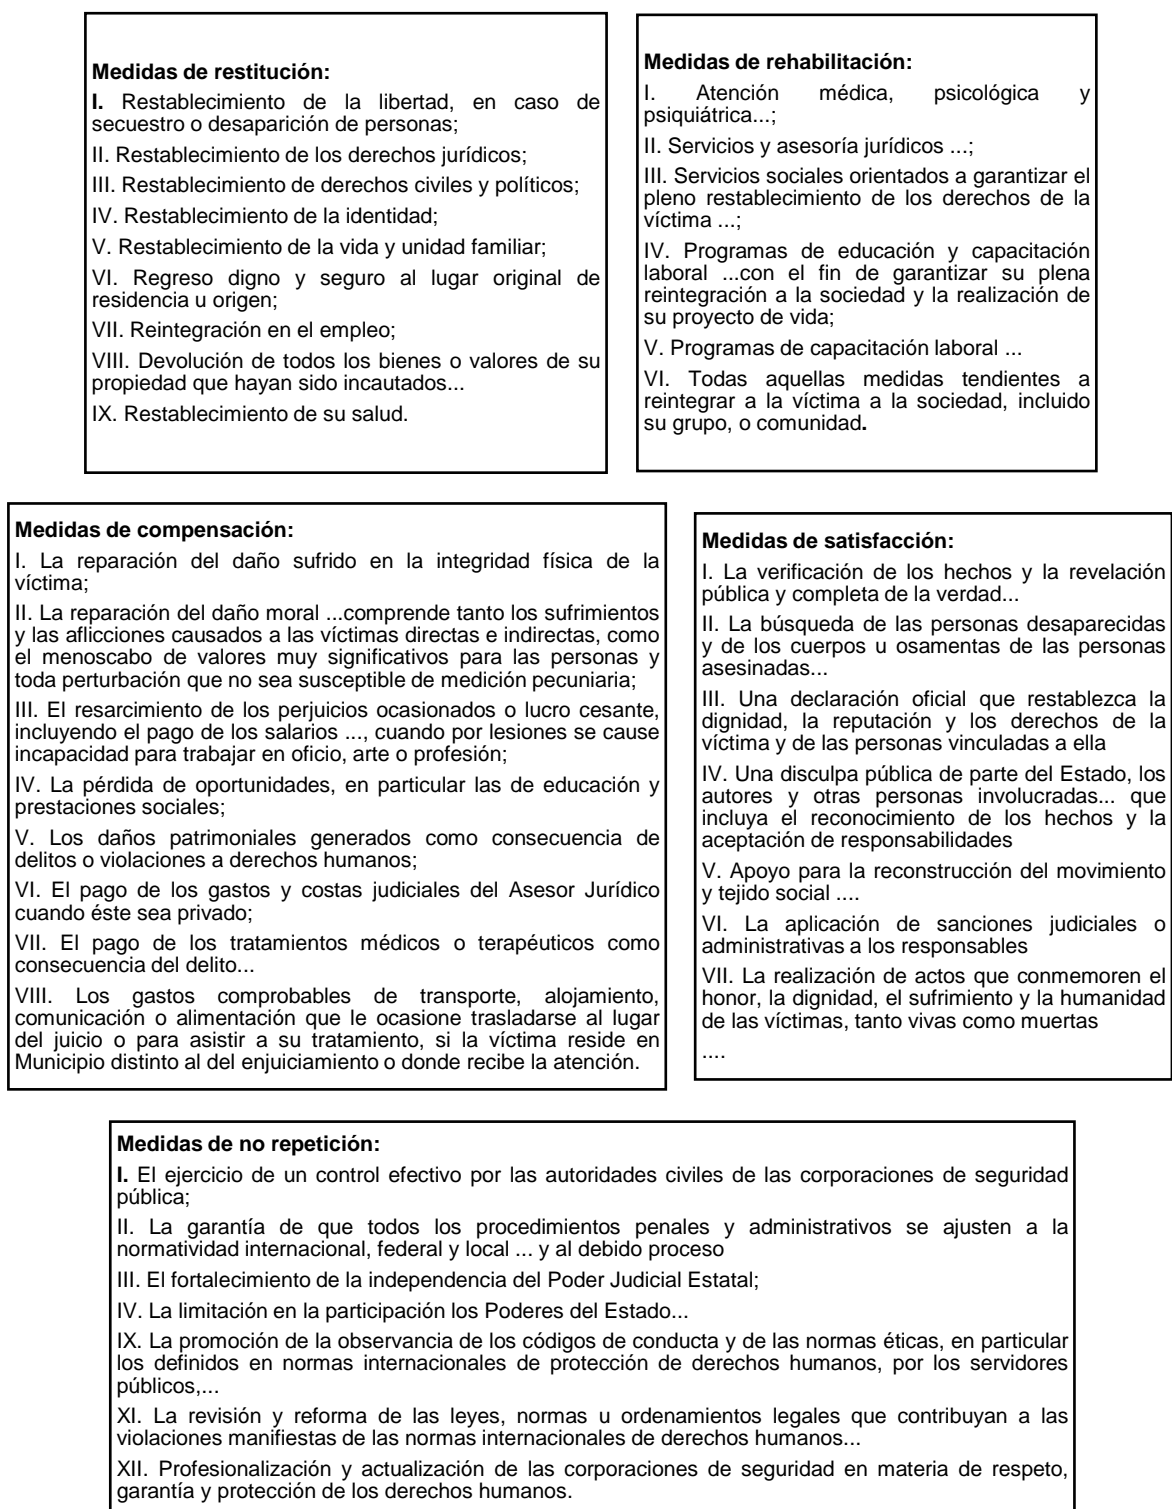 Medidas de restitución:
I. Restablecimiento de la libertad, en caso de
secuestro o desaparición de personas;
II. Restablecimiento de los derechos jurídicos;
III. Restablecimiento de derechos civiles y políticos;
IV. Restablecimiento de la identidad;
V. Restablecimiento de la vida y unidad familiar;
VI. Regreso digno y seguro al lugar original de
residencia u origen;
VII. Reintegración en el empleo;
VIII. Devolución de todos los bienes o valores de su
propiedad que hayan sido incautados...
IX. Restablecimiento de su salud.
Medidas de rehabilitación:
I. Atención médica, psicológica y
psiquiátrica...;
II. Servicios y asesoría jurídicos ...;
III. Servicios sociales orientados a garantizar el
pleno restablecimiento de los derechos de la
víctima ...;
IV. Programas de educación y capacitación
laboral ...con el fin de garantizar su plena
reintegración a la sociedad y la realización de
su proyecto de vida;
V. Programas de capacitación laboral ...
VI. Todas aquellas medidas tendientes a
reintegrar a la víctima a la sociedad, incluido
su grupo, o comunidad.
Medidas de compensación:
I. La reparación del daño sufrido en la integridad física de la
víctima;
II. La reparación del daño moral ...comprende tanto los sufrimientos
y las aflicciones causados a las víctimas directas e indirectas, como
el menoscabo de valores muy significativos para las personas y
toda perturbación que no sea susceptible de medición pecuniaria;
III. El resarcimiento de los perjuicios ocasionados o lucro cesante,
incluyendo el pago de los salarios ..., cuando por lesiones se cause
incapacidad para trabajar en oficio, arte o profesión;
IV. La pérdida de oportunidades, en particular las de educación y
prestaciones sociales;
V. Los daños patrimoniales generados como consecuencia de
delitos o violaciones a derechos humanos;
VI. El pago de los gastos y costas judiciales del Asesor Jurídico
cuando éste sea privado;
VII. El pago de los tratamientos médicos o terapéuticos como
consecuencia del delito...
VIII. Los gastos comprobables de transporte, alojamiento,
comunicación o alimentación que le ocasione trasladarse al lugar
del juicio o para asistir a su tratamiento, si la víctima reside en
Municipio distinto al del enjuiciamiento o donde recibe la atención.
Medidas de satisfacción:
I. La verificación de los hechos y la revelación
pública y completa de la verdad...
II. La búsqueda de las personas desaparecidas
y de los cuerpos u osamentas de las personas
asesinadas...
III. Una declaración oficial que restablezca la
dignidad, la reputación y los derechos de la
víctima y de las personas vinculadas a ella
IV. Una disculpa pública de parte del Estado, los
autores y otras personas involucradas... que
incluya el reconocimiento de los hechos y la
aceptación de responsabilidades
V. Apoyo para la reconstrucción del movimiento
y tejido social ....
VI. La aplicación de sanciones judiciales o
administrativas a los responsables
VII. La realización de actos que conmemoren el
honor, la dignidad, el sufrimiento y la humanidad
de las víctimas, tanto vivas como muertas
....
Medidas de no repetición:
I. El ejercicio de un control efectivo por las autoridades civiles de las corporaciones de seguridad
pública;
II. La garantía de que todos los procedimientos penales y administrativos se ajusten a la
normatividad internacional, federal y local ... y al debido proceso
III. El fortalecimiento de la independencia del Poder Judicial Estatal;
IV. La limitación en la participación los Poderes del Estado...
IX. La promoción de la observancia de los códigos de conducta y de las normas éticas, en particular
los definidos en normas internacionales de protección de derechos humanos, por los servidores
públicos,...
XI. La revisión y reforma de las leyes, normas u ordenamientos legales que contribuyan a las
violaciones manifiestas de las normas internacionales de derechos humanos...
XII. Profesionalización y actualización de las corporaciones de seguridad en materia de respeto,
garantía y protección de los derechos humanos.